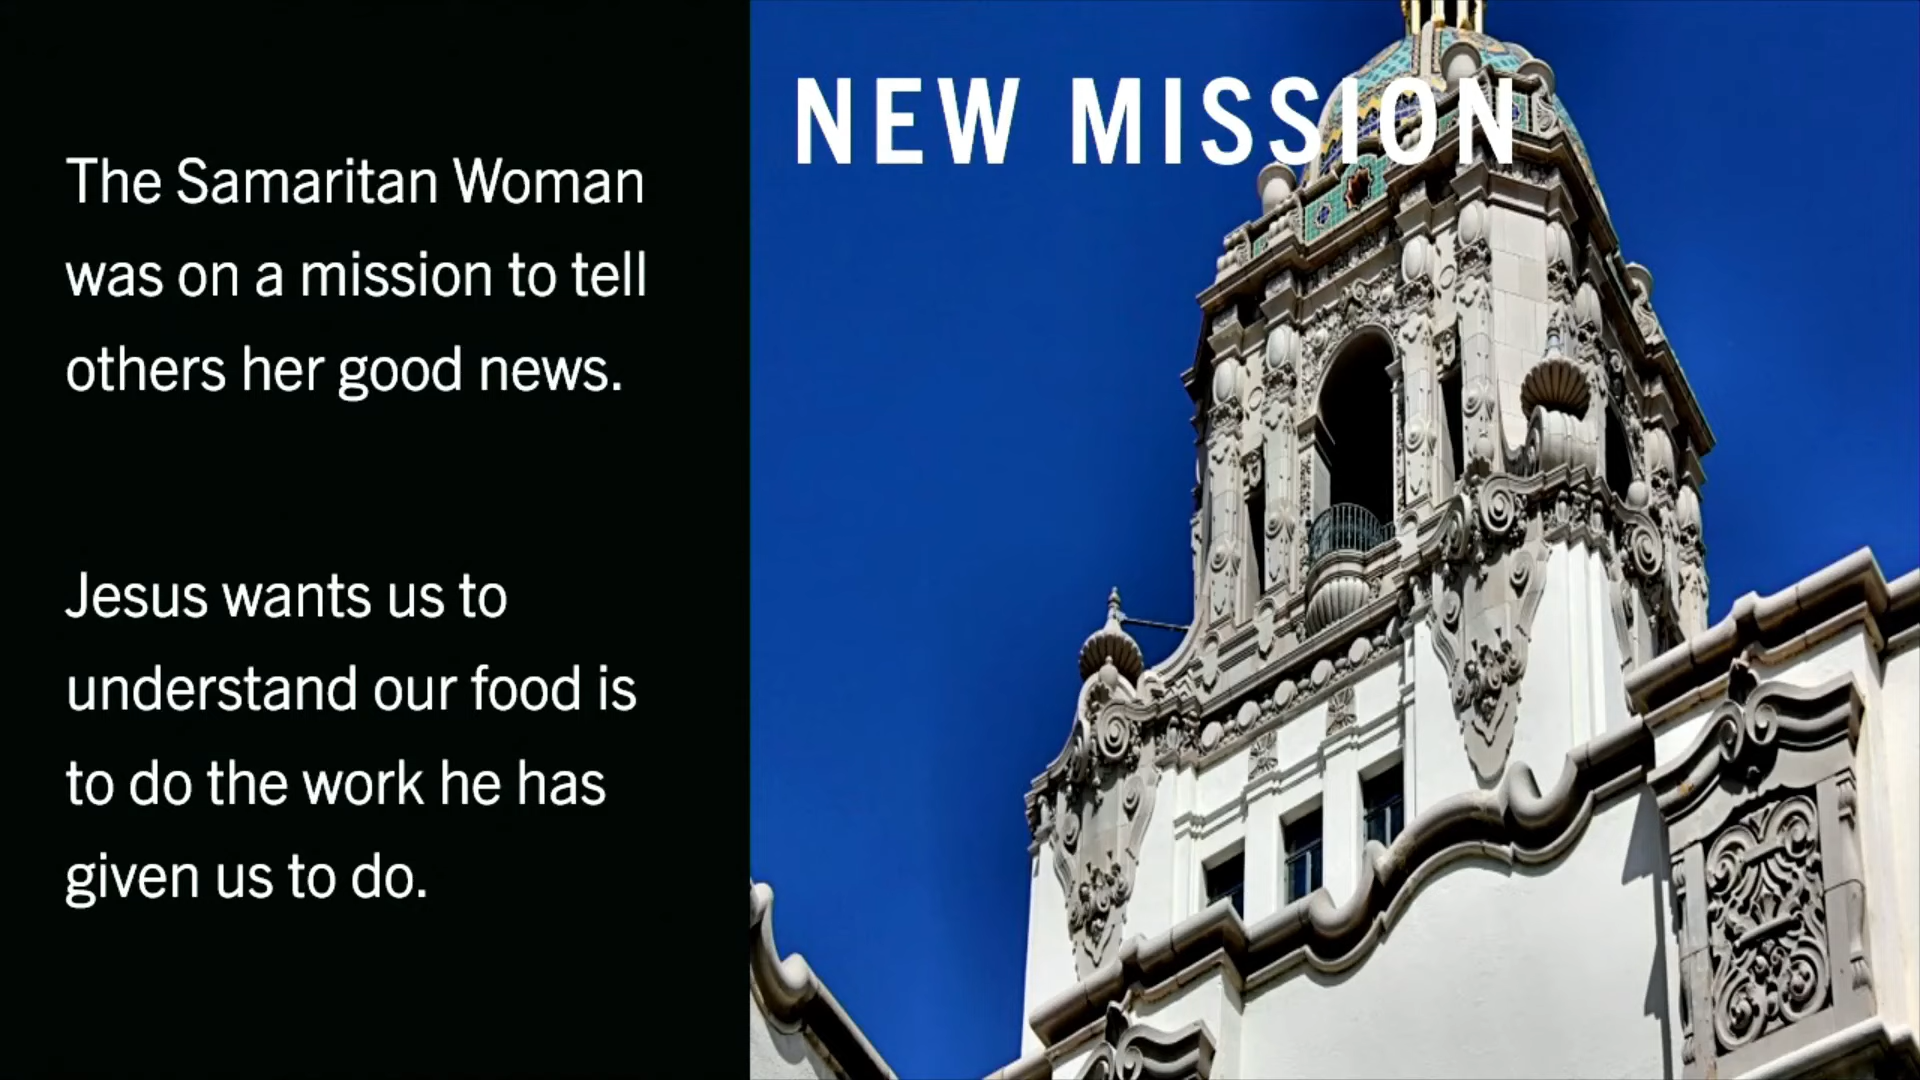 NEW MISSION
The Samaritan Woman
was on a mission to tell
others her good news.
Jesus wants us to
understand our food is
to do the work he has
given us to do.